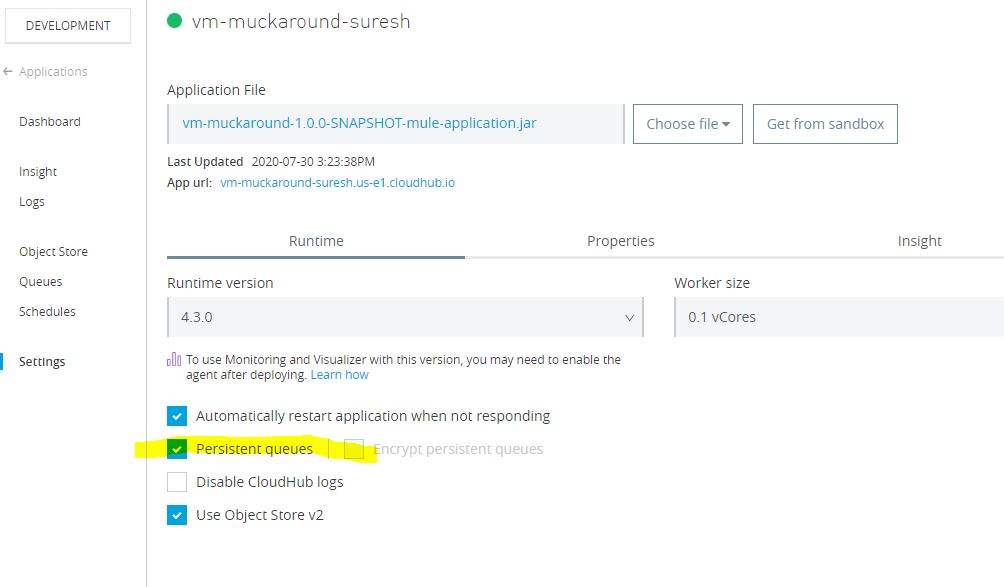 DEVELOPMENT
vm-muckaround-suresh
← Applications
Application File
Dashboard
vm-muckaround-1.0.0-SNAPSHOT-mule-application.jar
Choose file
Get from sandbox
Last Updated 2020-07-30 3:23:38PM
Insight
App url: vm-muckaround-suresh.us-e1.cloudhub.io
Logs
Runtime Properties Insight
Object Store
Queues
Runtime version Worker size
Schedules
4.3.0 0.1 vCores
Settings
To use Monitoring and Visualizer with this version, you may need to enable the
agent after deploying. Learn how
Automatically restart application when not responding
Persistent queues Encrypt persistent queues
Disable CloudHub logs
Use Object Store v2